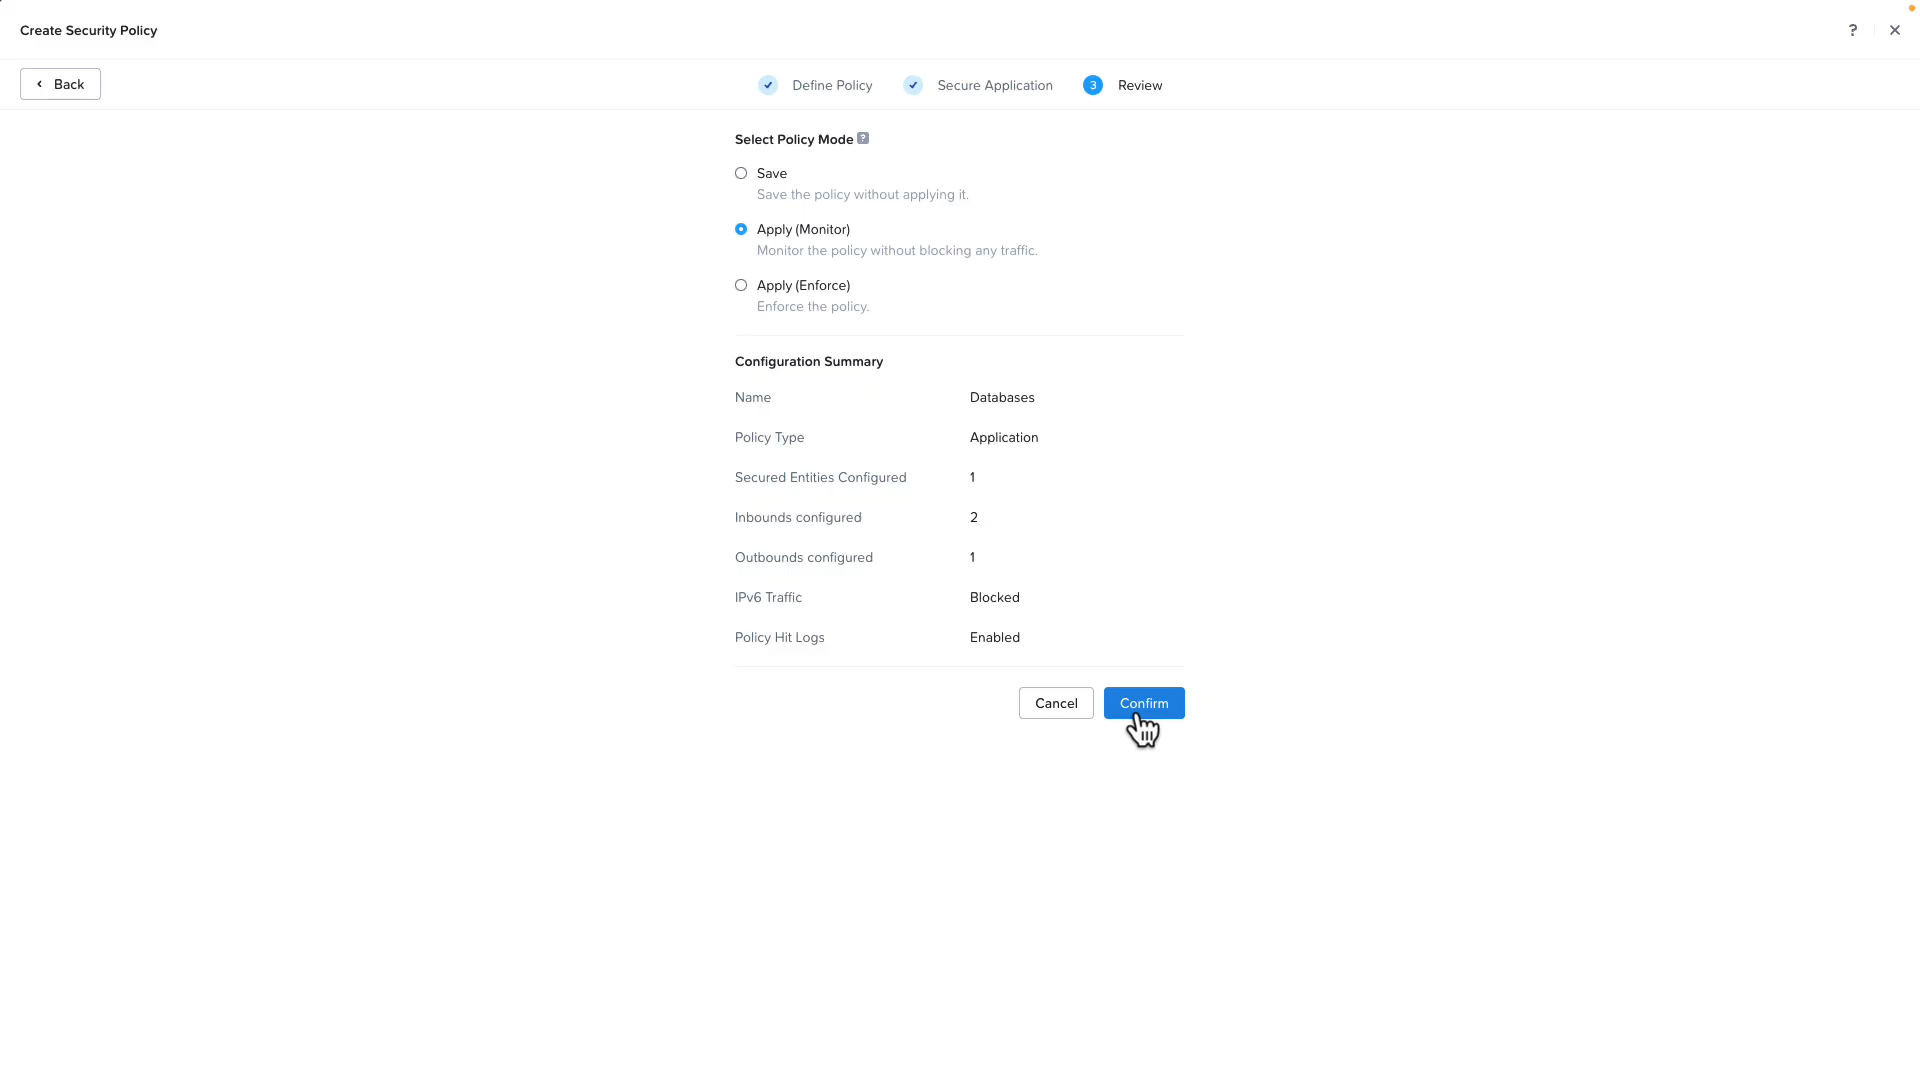 Create Security Policy
?
Back
Define Policy
Secure Application
3
Review
Select Policy Mode ?
Save
Save the policy without applying it.
Apply (Monitor)
Monitor the policy without blocking any traffic.
Apply (Enforce)
Enforce the policy.
Configuration Summary
Name Databases
Policy Type Application
Secured Entities Configured 1
Inbounds configured 2
Outbounds configured 1
IPv6 Traffic Blocked
Policy Hit Logs Enabled
Cancel Confirm